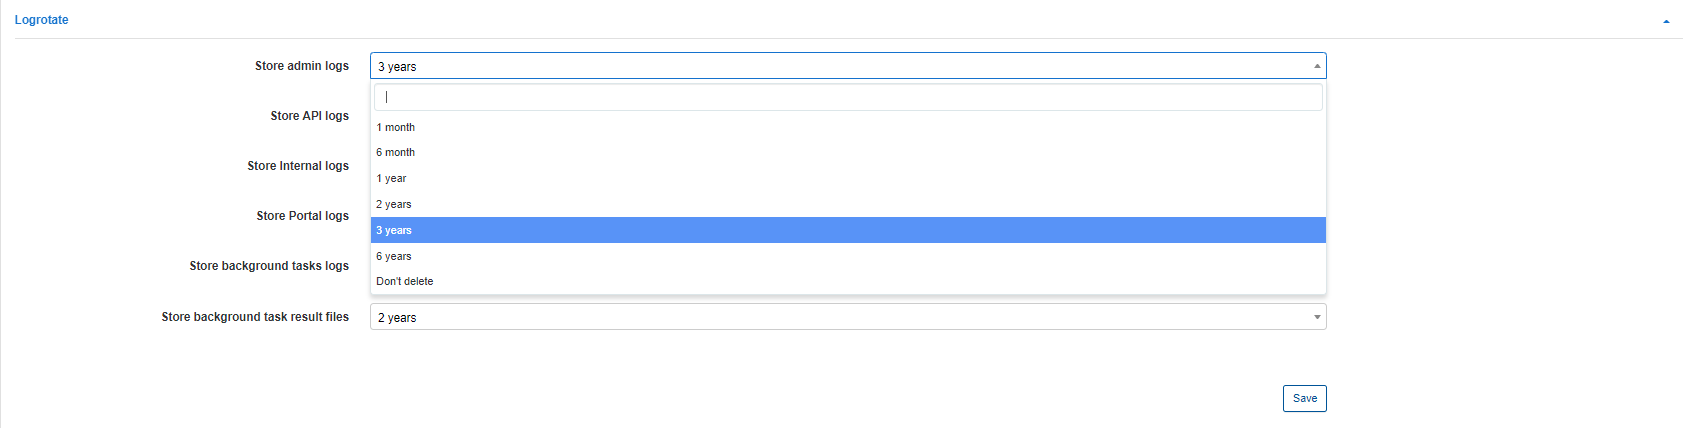 Logrotate
Store admin logs
3 years
Store API logs
1 month
6 month
Store Internal logs
1 year
2 years
Store Portal logs
3 years
6 years
Store background tasks logs
Don't delete
Store background task result files
2 years
Save